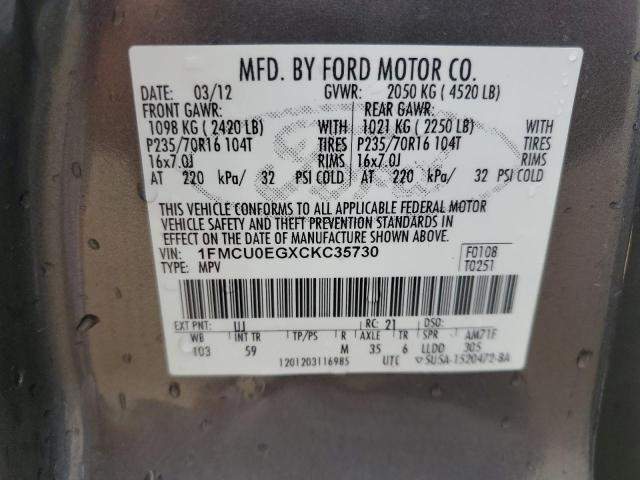 MFD. BY FORD MOTOR CO.
DATE: 03/12 GVWR: 2050 KG ( 4520 LB)
FRONT GAWR: REAR GAWR:
1098 KG ( 2420 LB) WITH 1021 KG ( 2250 LB) WITH
P235/70R16 104T TIRES P235/70R16 104T TIRES
16x7.0J RIMS 16x7.0J RIMS
AT 220 kPa/ 32 PSI COLD AT 220 kPa/ 32 PSI COLD
THIS VEHICLE CONFORMS TO ALL APPLICABLE FEDERAL MOTOR
VEHICLE SAFETY AND THEFT PREVENTION STANDARDS IN
EFFECT ON THE DATE OF MANUFACTURE SHOWN ABOVE.
VIN: 1FMCU0EGXCKC35730 F0108
TYPE: MPV T0251
EXT PNT: UJ RC: 21 DSO:
WB INT TR TP/PS R AXLE TR SPR AM71F
103 59 M 35 6 LLDD 305
1201203116985 UTC ▽SU5A-1520472-BA